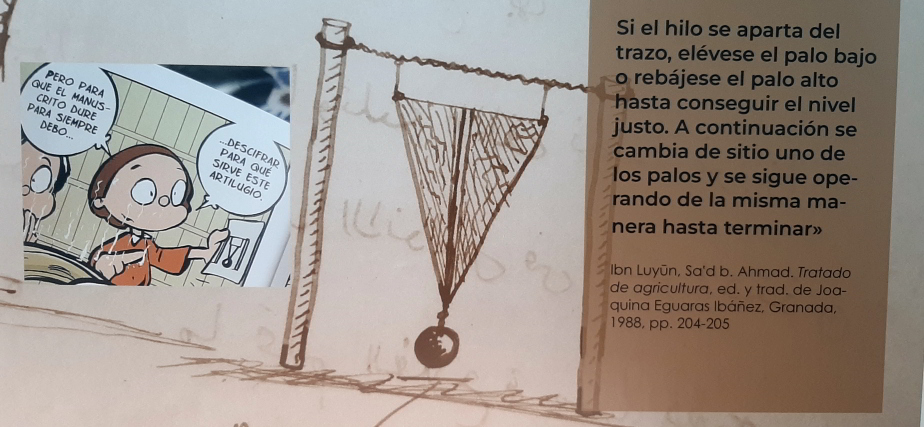 PERO PARA
QUE EL MANUS-
CRITO DURE
PARA SIEMPRE
DEBO...
...DESCIFRAR
PARA QUÉ
SIRVE ESTE
ARTILUGIO.
Si el hilo se aparta del
trazo, elévese el palo bajo
o rebájese el palo alto
hasta conseguir el nivel
justo. A continuación se
cambia de sitio uno de
los palos y se sigue ope-
rando de la misma ma-
nera hasta terminar»
Ibn Luyūn, Sa'd b. Ahmad. Tratado
de agricultura, ed. y trad. de Joa-
quina Eguaras Ibáñez, Granada,
1988, pp. 204-205